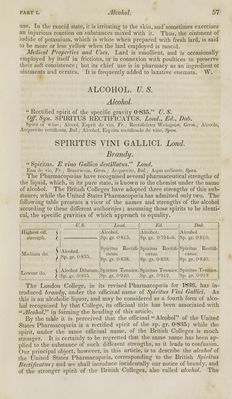 PART I. Alcohol. 57
use. In the rancid state, it is irritating to the skin, and sometimes exercises
an injurious reaction on substances mixed with it. Thus, the ointment of
iodide of potassium, which is white when prepared with fresh lard, is said
to be more or less yellow when the lard employed is rancid.
Medical Properties and Uses. Lard is emollient, and is occasionally
employed by itself in frictions, or in connexion with poultices to preserve
their soft consistence; but its chief use is in pharmacy as an ingredient of
ointments and cerates. It is frequently added to laxative enemata. W.
ALCOHOL. U. S.
Alcohol.
"Rectified spirit of the specific gravity 0·835." U. S.
Off. Syn. SPIRITUS RECTIFICATUS. Lond., Ed., Dub.
Spirit of wine; Alcool, Esprit de vin, Fr.; Rectificirter Weingeist, Germ.; Alcoole,
Acquavite rettificata, Ital.; Alcohol, Espiritu rectificado de vino, Span.
SPIRITUS VINI GALLICI. Lond.
Brandy.
"Spiritus. E vino Gallico destillatus." Lond.
Eau de vie, Fr.; Branntwein, Germ.; Acquavite, Ital.; Aqua ardiente, Span.
The Pharmacopœias have recognised several pharmaceutical strengths of
the liquid, which, in its pure state, is known to the chemist under the name
of alcohol. The British Colleges have adopted three strengths of this sub-
stance; while the United States Pharmacopœia has admitted only two. The
following table presents a view of the names and strengths of the alcohol
according to these different authorities; assuming those spirits to be identi-
cal, the specific gravities of which approach to equality.
U.S. Lond. Ed. Dub.
Highest off. strength. Alcohol. Sp. gr. 0·815. Alcohol. Sp. gr. 0·794-6. Alcohol. Sp. gr. 0·810.
Medium do. Alcohol. Sp. gr. 0·835. Spiritus Rectificatus. Sp. gr. 0·838. Spiritus Rectificatus. Sp. gr. 0·838. Spiritus Rectificatus. Sp. gr. 0·840.
Lowest do. Alcohol Dilutum. Sp. gr. 0·935. Spiritus Tenuior. Sp. gr. 0·920. Spiritus Tenuior. Sp. gr. 0·912. Spiritus Tenuior. Sp. gr. 0·919
The London College, in its revised Pharmacopœia for 1836, has in-
troduced brandy, under the officinal name of Spiritus Vini Gallici. As
this is an alcoholic liquid, and may be considered as a fourth form of alco-
hol recognised by that College, its officinal title has been associated with
"Alcohol," in forming the heading of this article.
By the table it is perceived that the officinal "Alcohol" of the United
States Pharmacopœia is a rectified spirit of the sp. gr. 0·835; while the
spirit, under the same officinal name, of the British Colleges is much
stronger. It is certainly to be regretted that the same name has been ap-
plied to the substance of such different strengths, as it leads to confusion.
Our principal object, however, in this article, is to describe the alcohol of
the United States Pharmacopœia, corresponding to the British Spiritus
Rectificatus; and we shall introduce incidentally our notice of brandy, and
of the stronger spirit of the British Colleges, also called alcohol. The